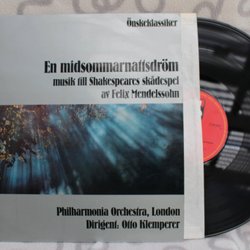 Önskeklassiker
En midsommarnattsdröm
musik till Shakespeares skådespel
av Felix Mendelssohn
Philharmonia Orchestra, London
Dirigent: Otto Klemperer